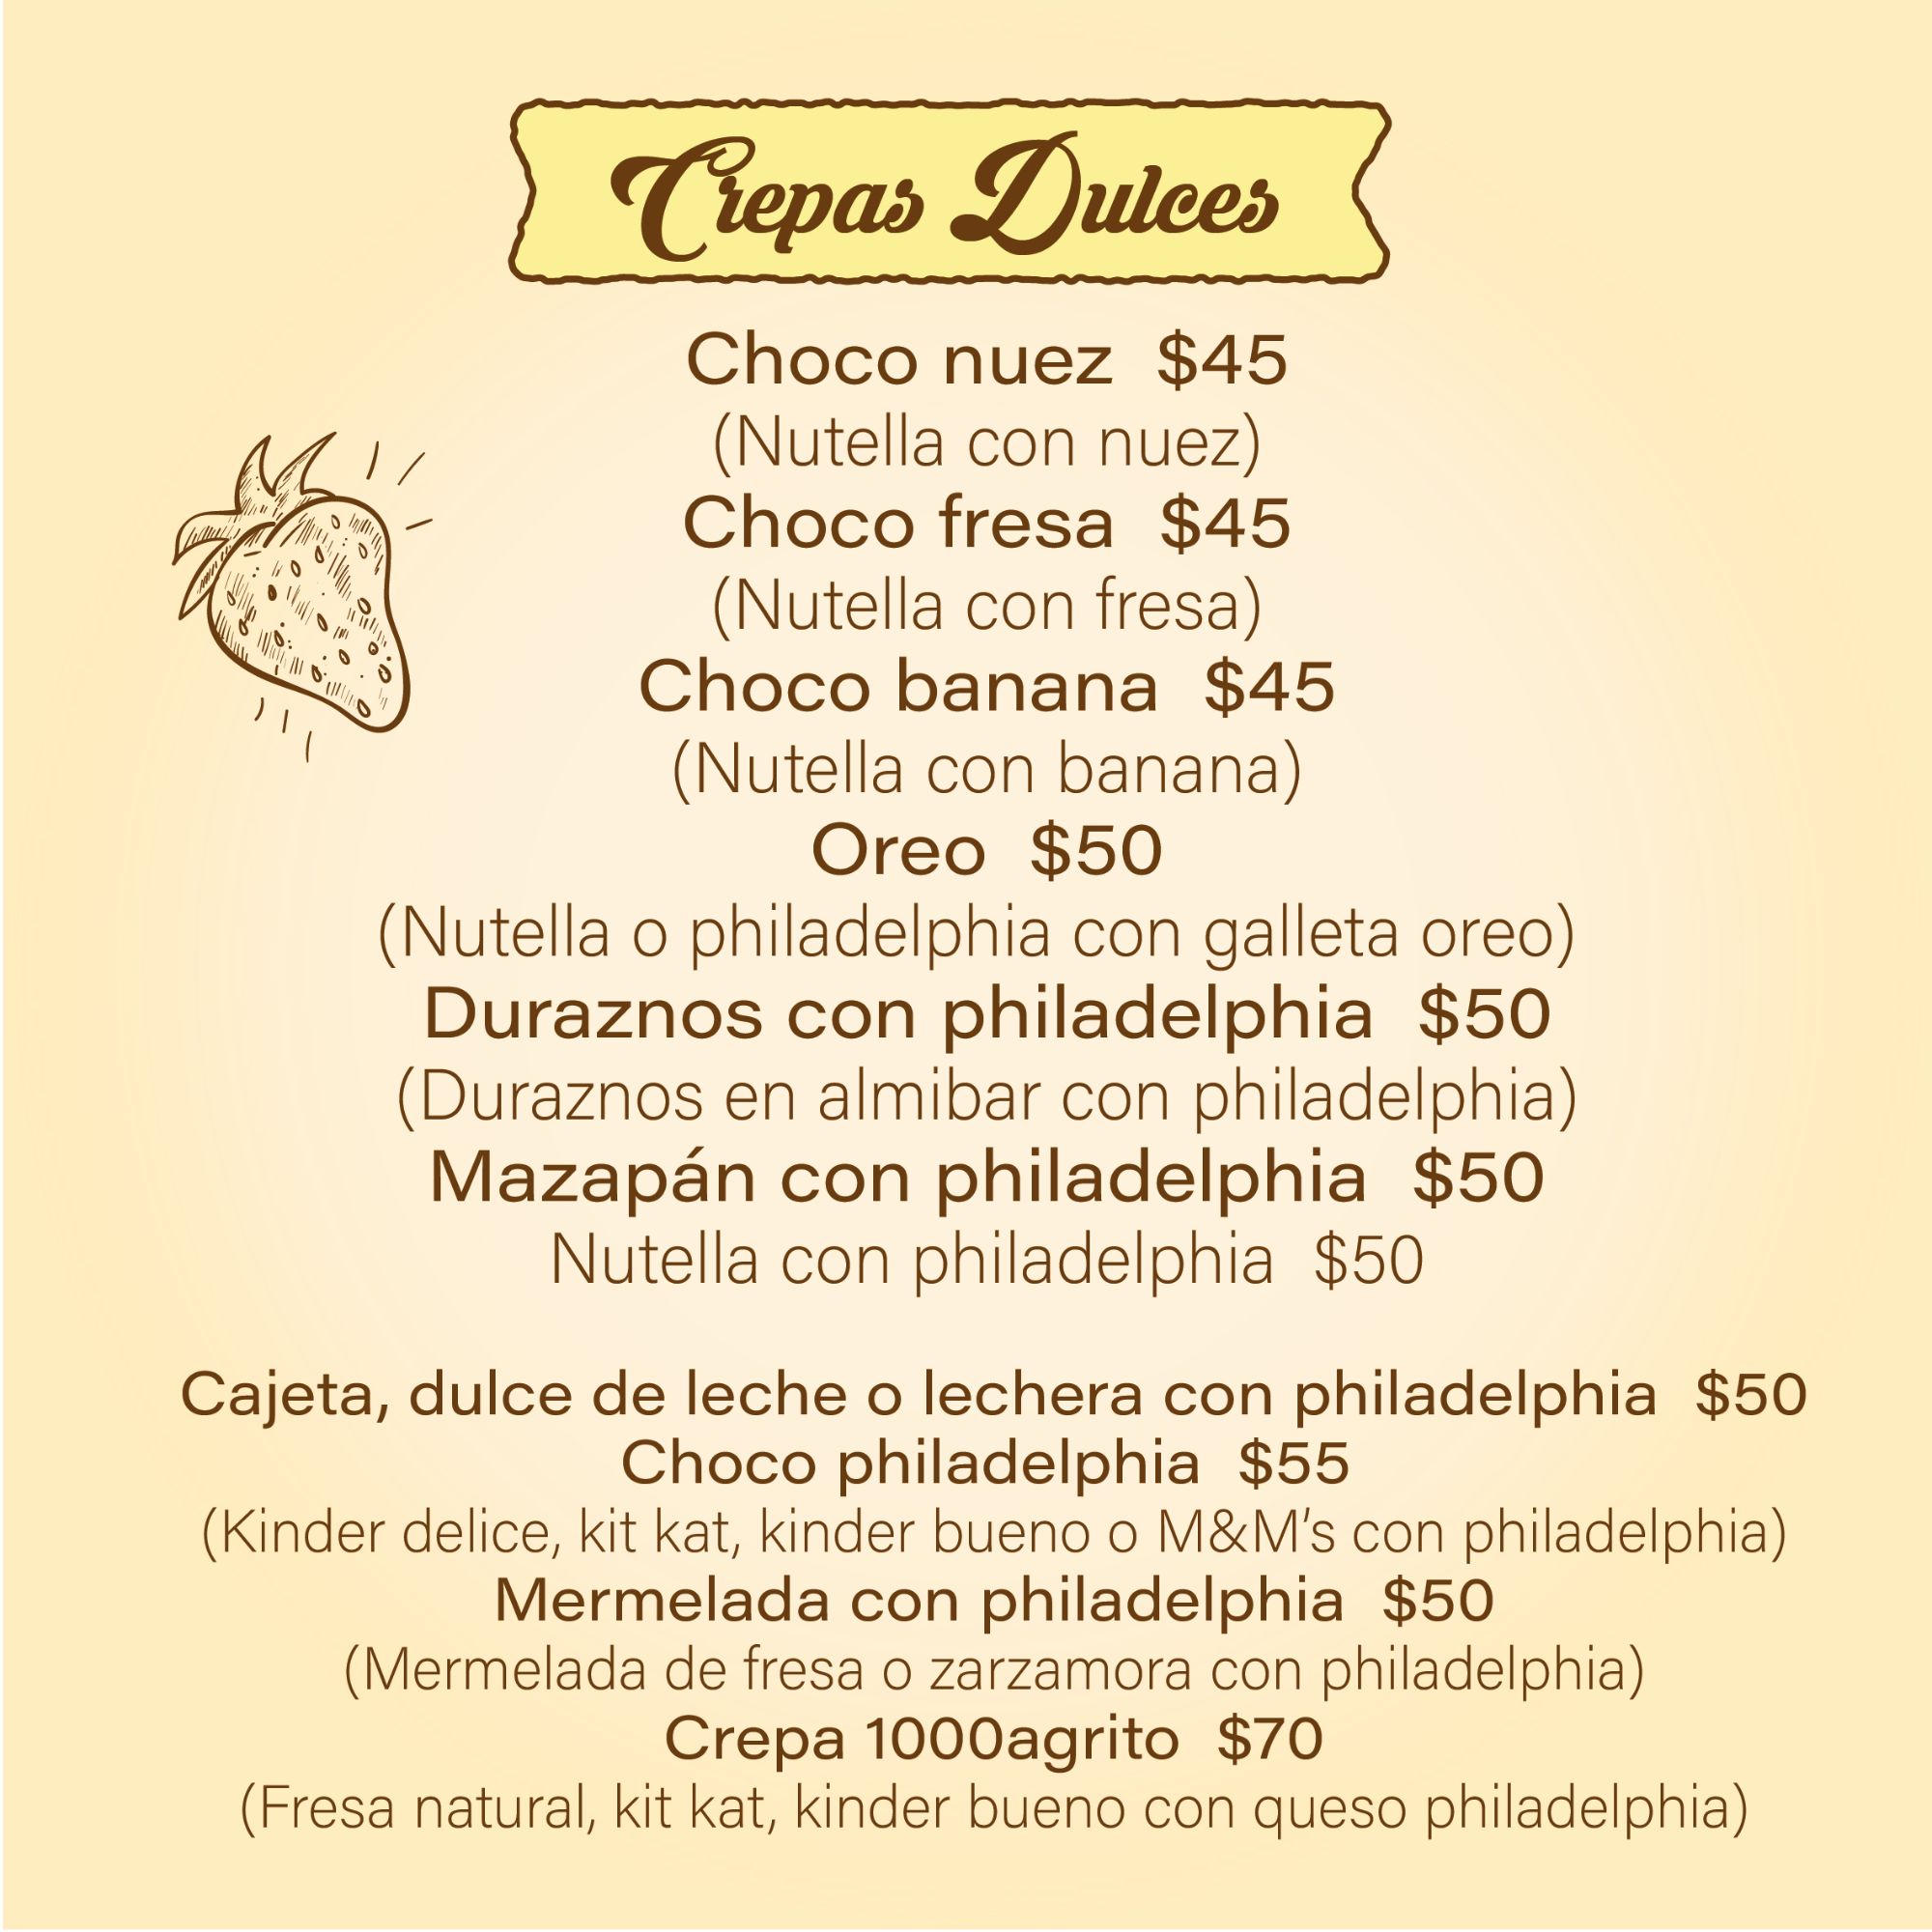 Crepas Dulces
Choco nuez $45
(Nutella con nuez)
Choco fresa $45
(Nutella con fresa)
Choco banana $45
(Nutella con banana)
Oreo $50
(Nutella o philadelphia con galleta oreo)
Duraznos con philadelphia $50
(Duraznos en almibar con philadelphia)
Mazapán con philadelphia $50
Nutella con philadelphia $50
Cajeta, dulce de leche o lechera con philadelphia $50
Choco philadelphia $55
(Kinder delice, kit kat, kinder bueno o M&M’s con philadelphia)
Mermelada con philadelphia $50
(Mermelada de fresa o zarzamora con philadelphia)
Crepa 1000agrito $70
(Fresa natural, kit kat, kinder bueno con queso philadelphia)